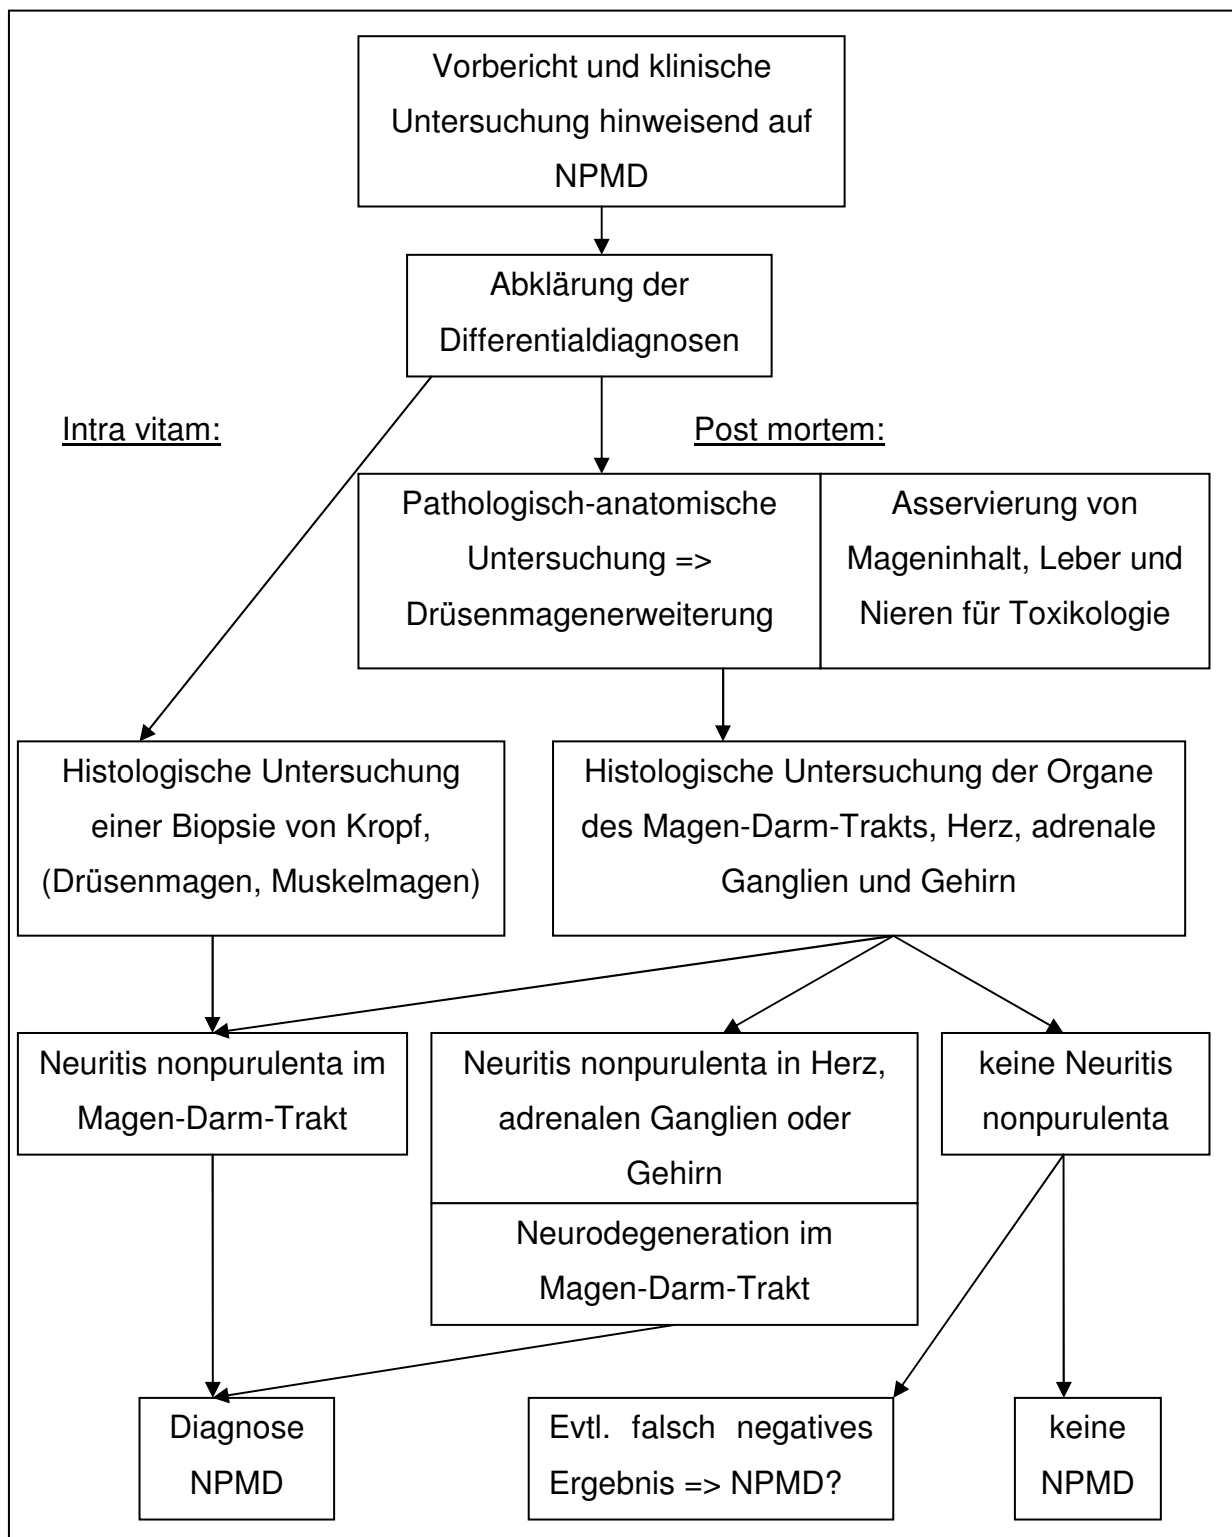 Vorbericht und klinische
Untersuchung hinweisend auf
NPMD
Abklärung der
Differentialdiagnosen
Intra vitam:
Post mortem:
Pathologisch-anatomische
Untersuchung =>
Drüsenmagenerweiterung
Asservierung von
Mageninhalt, Leber und
Nieren für Toxikologie
Histologische Untersuchung
einer Biopsie von Kropf,
(Drüsenmagen, Muskelmagen)
Histologische Untersuchung der Organe
des Magen-Darm-Trakts, Herz, adrenale
Ganglien und Gehirn
Neuritis nonpurulenta im
Magen-Darm-Trakt
Neuritis nonpurulenta in Herz,
adrenalen Ganglien oder
Gehirn
Neurodegeneration im
Magen-Darm-Trakt
keine Neuritis
nonpurulenta
Diagnose
NPMD
Evtl. falsch negatives
Ergebnis => NPMD?
keine
NPMD